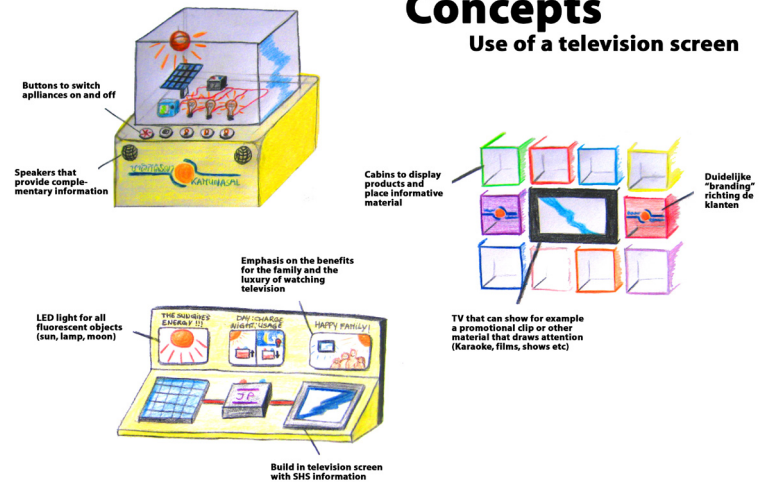 Concepts
Use of a television screen
Buttons to switch
aplliances on and off
Speakers that
provide comple-
mentary information
KAMUNASAL
Cabins to display
products and
place informative
material
Duidelijke
"branding"
richting de
klanten
TV that can show for example
a promotional clip or other
material that draws attention
(Karaoke, films, shows etc)
Emphasis on the benefits
for the family and the
luxury of watching
television
LED light for all
fluorescent objects
(sun, lamp, moon)
THE SUN GIVES
ENERGY !!!
DAY: CHARGE
NIGHT: USAGE
HAPPY FAMILY!
J.P.
Build in television screen
with SHS information